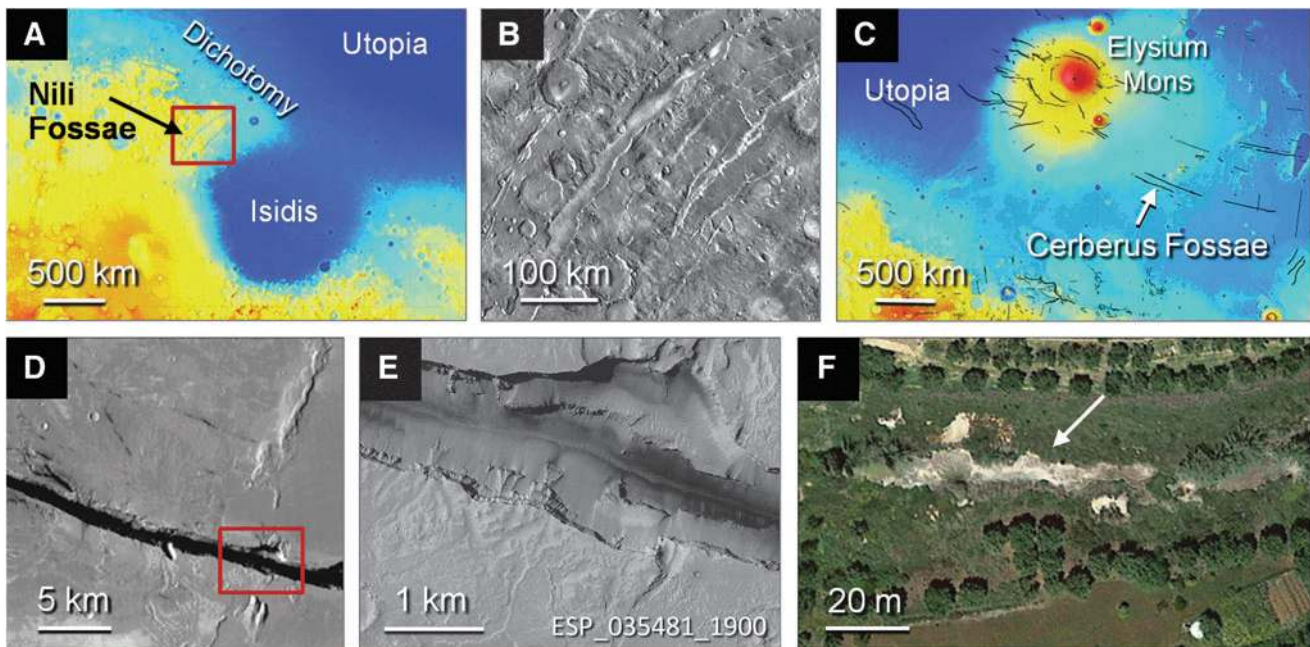 A
Dichotomy
Utopia
Nili
Fossae
Isidis
500 km
B
100 km
C
Elysium
Mons
Utopia
Cerberus Fossae
500 km
D
5 km
E
1 km
ESP_035481_1900
F
20 m